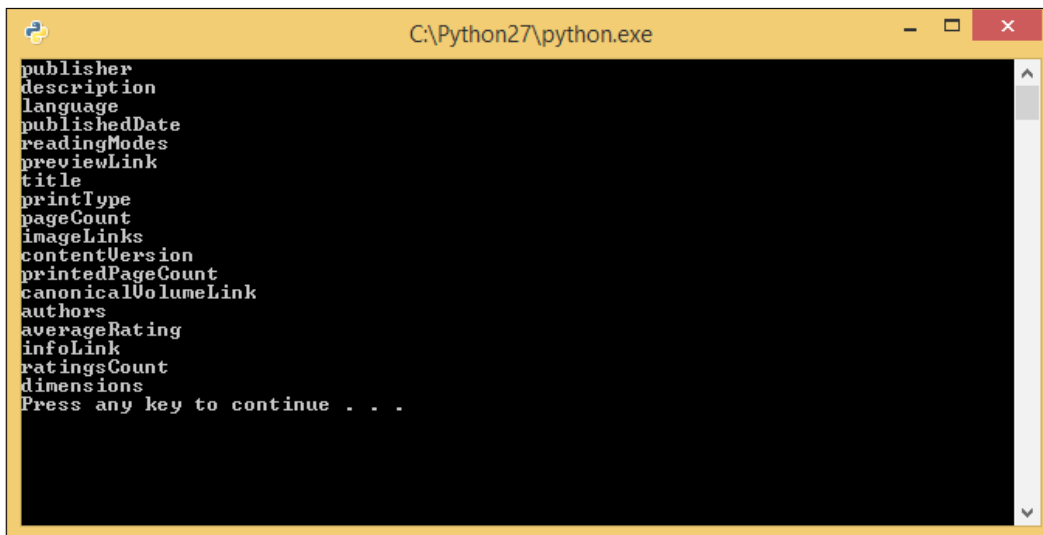 C:\Python27\python.exe
publisher
description
language
publishedDate
readingModes
previewLink
title
printType
pageCount
imageLinks
contentVersion
printedPageCount
canonicalVolumeLink
authors
averageRating
infoLink
ratingsCount
dimensions
Press any key to continue . . .